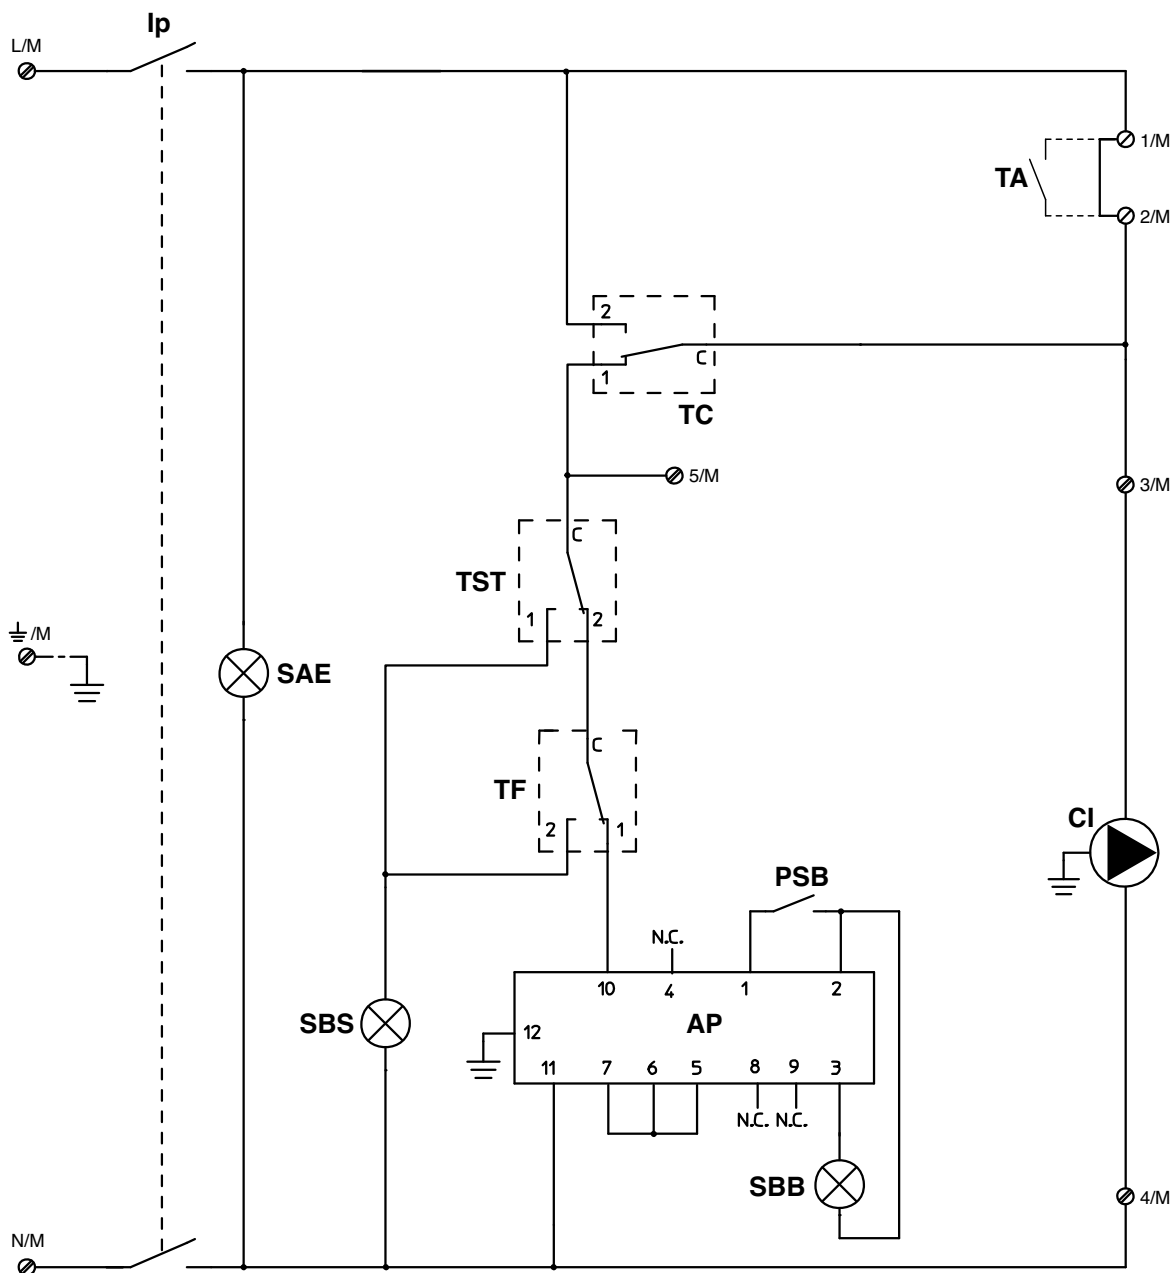 Ip
L/M
1/M
TA
2/M
2
C
1
TC
5/M
3/M
C
TST
1 2
/M
SAE
C
TF
2 1
CI
PSB
N.C.
10 4 1 2
AP
SBS
12
11 7 6 5 8 9 3
N.C. N.C.
SBB
4/M
N/M